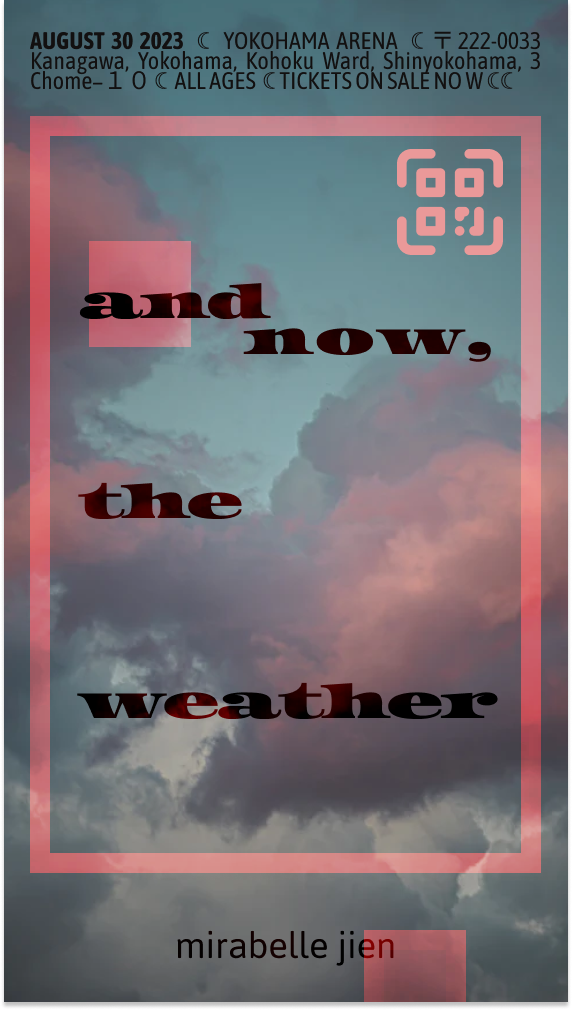 AUGUST 30 2023 ☾ YOKOHAMA ARENA ☾ 〒222-0033
Kanagawa, Yokohama, Kohoku Ward, Shinyokohama, 3
Chome−１０ ☾ ALL AGES ☾ TICKETS ON SALE NOW ☾☾
and
now,
the
weather
mirabelle jien